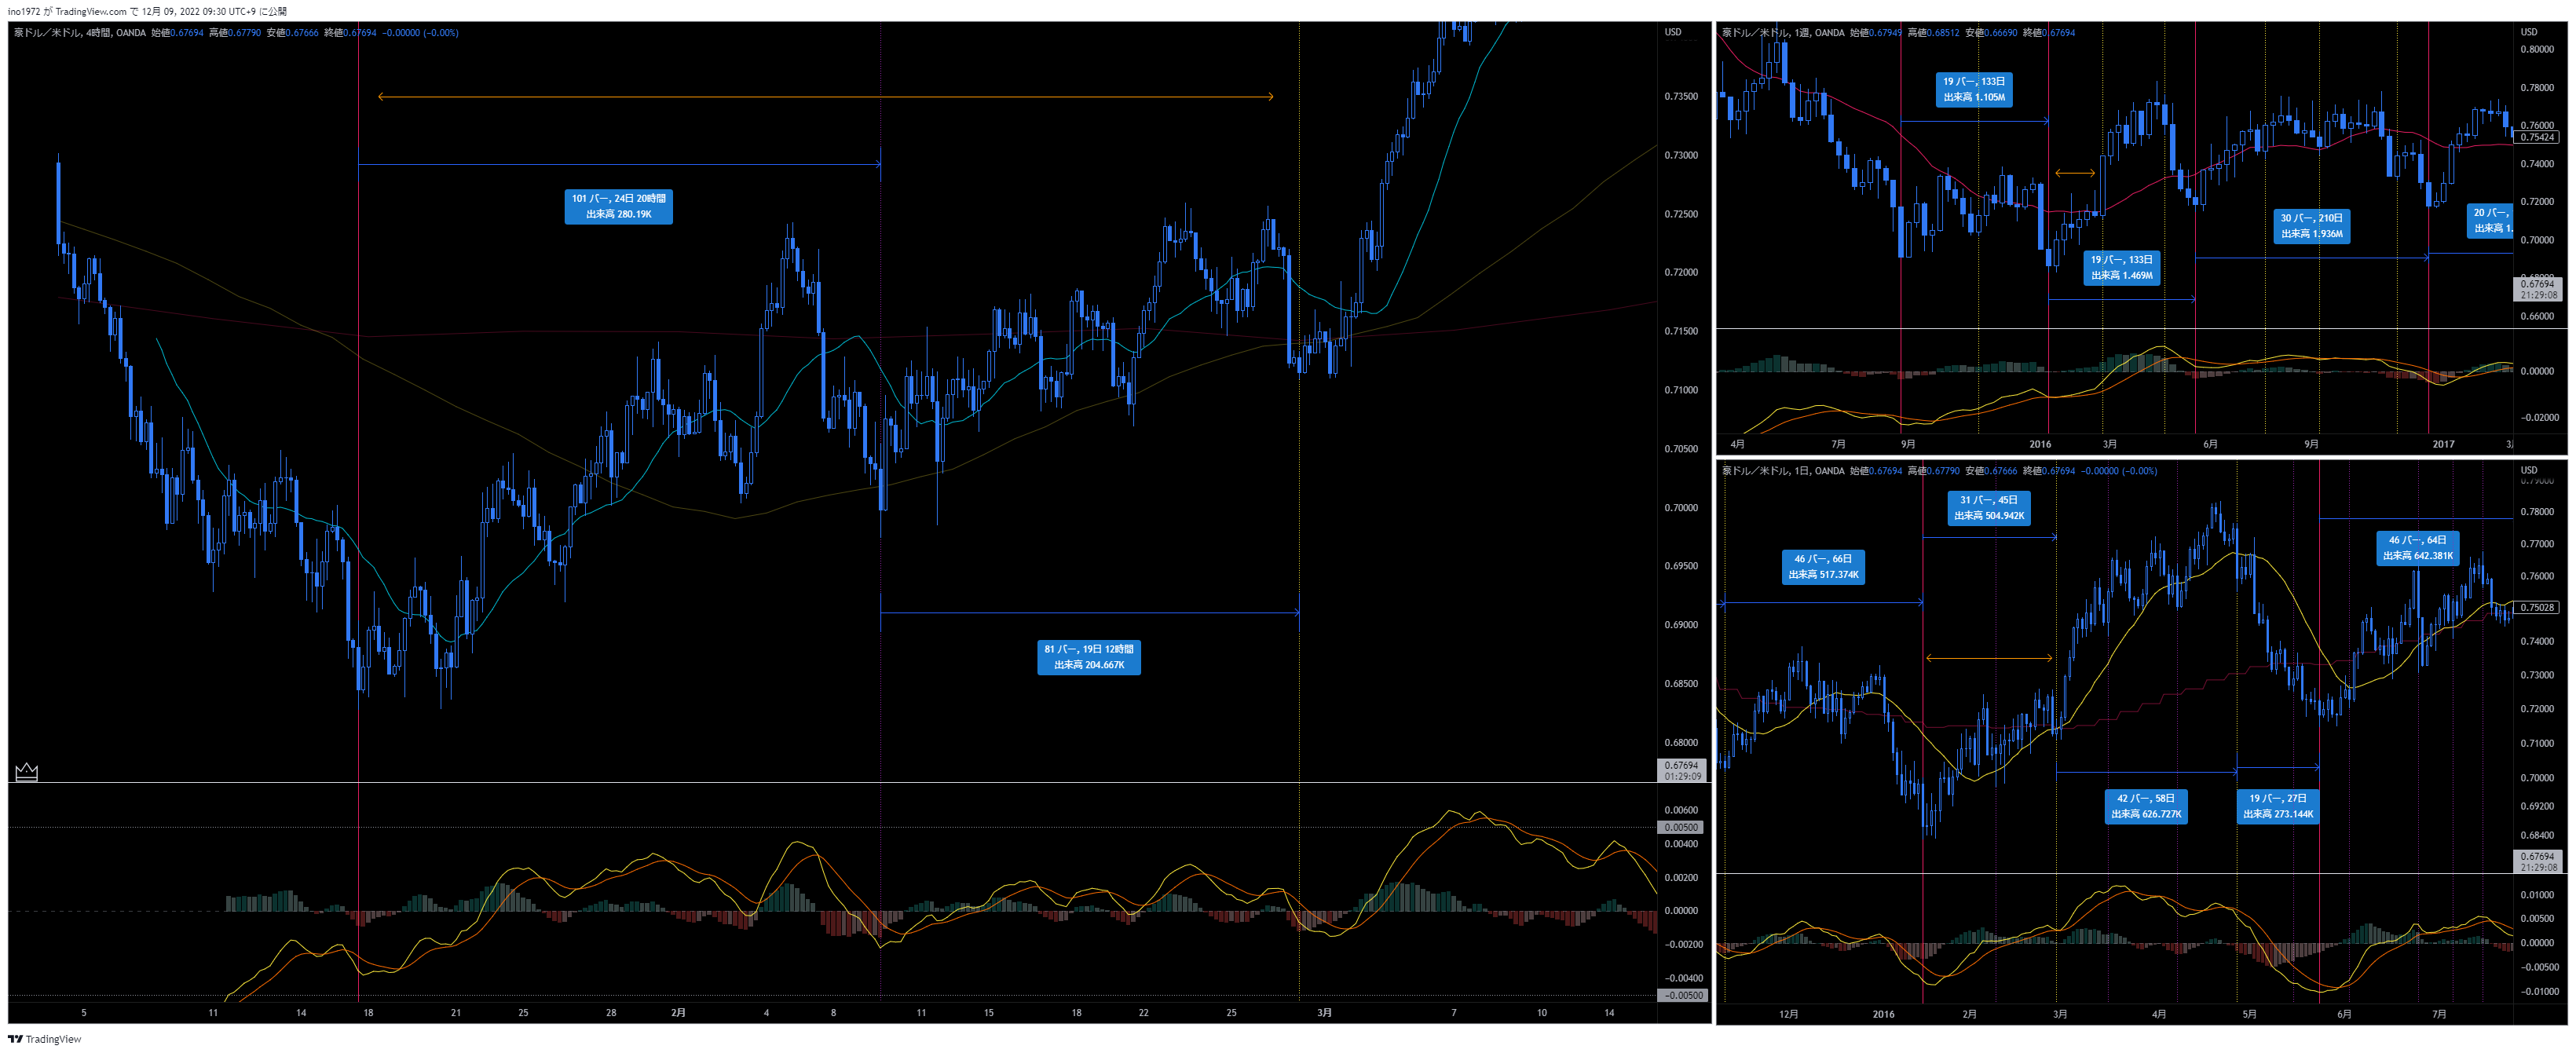 ino1972 が TradingView.com で 12月 09, 2022 09:30 UTC+9 に公開
豪ドル／米ドル, 4時間, OANDA 始値0.67694 高値0.67790 安値0.67666 終値0.67694 −0.00000 (−0.00%)
USD
0.73500
0.73000
0.72500
0.72000
0.71500
0.71000
0.70500
0.70000
0.69500
0.69000
0.68500
0.68000
0.67694
01:29:09
101 バー, 24日 20時間
出来高 280.19K
81 バー, 19日 12時間
出来高 204.667K
0.00600
0.00500
0.00400
0.00200
0.00000
−0.00200
−0.00400
−0.00500
5 11 14 18 21 25 28 2月 4 8 11 15 18 22 25 3月 7 10 14
豪ドル／米ドル, 1週, OANDA 始値0.67949 高値0.68512 安値0.66690 終値0.67694
USD
0.80000
0.78000
0.76000
0.75424
0.74000
0.72000
0.70000
0.68000
0.67694
21:29:08
0.66000
19 バー, 133日
出来高 1.105M
19 バー, 133日
出来高 1.469M
30 バー, 210日
出来高 1.936M
20 バー,
出来高 1.
0.00000
−0.02000
4月 7月 9月 2016 3月 6月 9月 2017
豪ドル／米ドル, 1日, OANDA 始値0.67694 高値0.67790 安値0.67666 終値0.67694 −0.00000 (−0.00%)
USD
0.79000
0.78000
0.77000
0.76000
0.75028
0.74000
0.73000
0.72000
0.71000
0.70000
0.69200
0.68400
0.67694
21:29:08
31 バー, 45日
出来高 504.942K
46 バー, 66日
出来高 517.374K
46 バー, 64日
出来高 642.381K
42 バー, 58日
出来高 626.727K
19 バー, 27日
出来高 273.144K
0.01000
0.00500
0.00000
−0.00500
−0.01000
12月 2016 2月 3月 4月 5月 6月 7月
TradingView